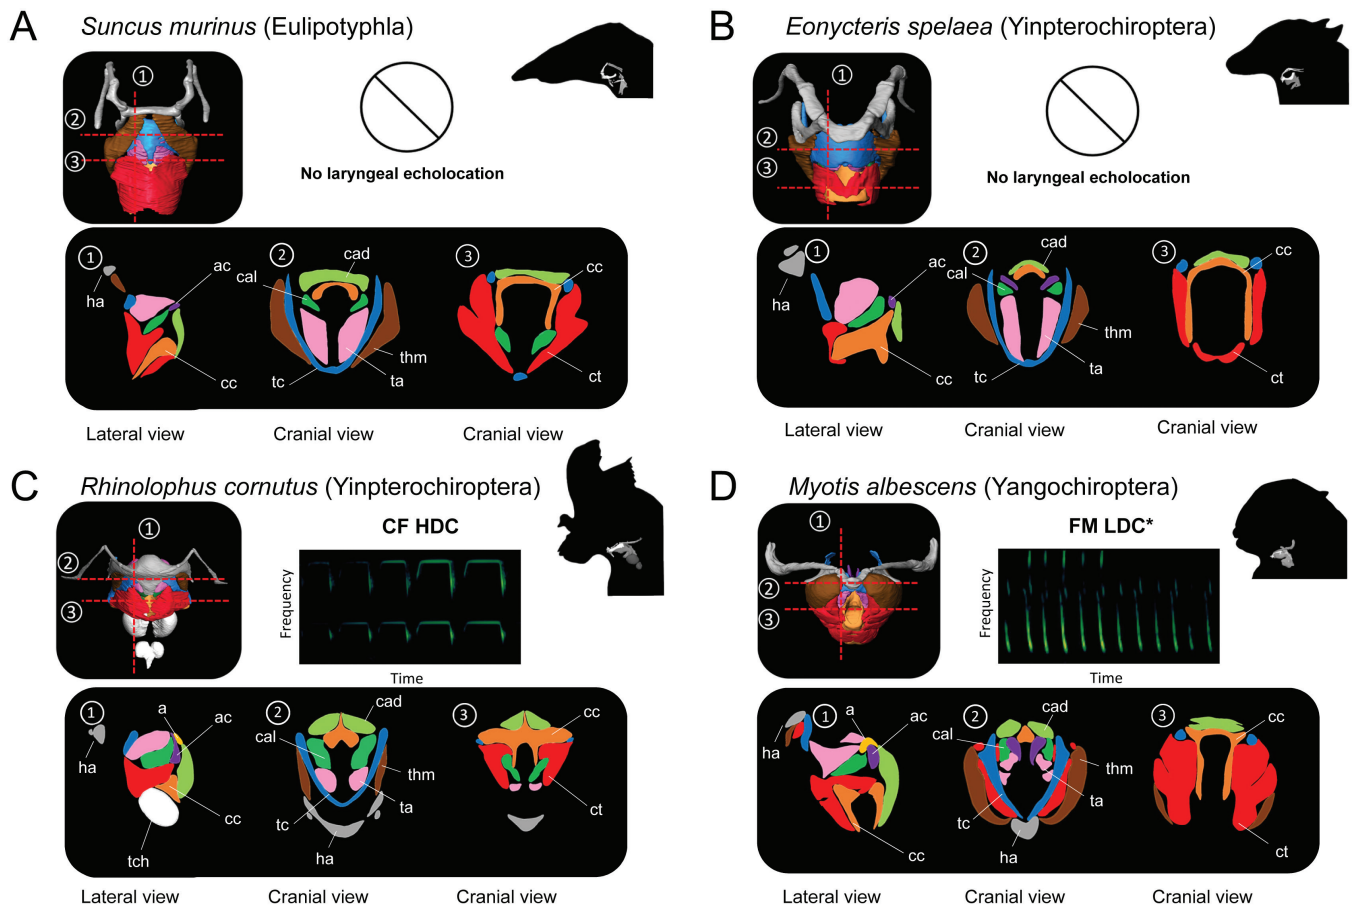 A Suncus murinus (Eulipotyphla)
①
②
③
No laryngeal echolocation
①
ha
ac
cc
②
cad
cal
tc
ta
thm
③
cc
ct
Lateral view
Cranial view
Cranial view
B Eonycteris spelaea (Yinpterochiroptera)
①
②
③
No laryngeal echolocation
①
ha
ac
cc
②
cad
cal
tc
ta
thm
③
cc
ct
Lateral view
Cranial view
Cranial view
C Rhinolophus cornutus (Yinpterochiroptera)
①
②
③
CF HDC
Frequency
Time
①
ha
a
ac
cc
tch
②
cad
cal
thm
tc
ta
ha
③
cc
ct
Lateral view
Cranial view
Cranial view
D Myotis albescens (Yangochiroptera)
①
②
③
FM LDC*
Frequency
Time
①
ha
a
ac
cc
②
cad
cal
thm
tc
ta
ha
③
cc
ct
Lateral view
Cranial view
Cranial view